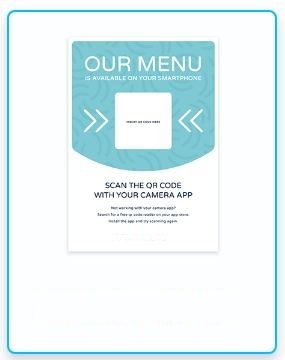 OUR MENU
IS AVAILABLE ON YOUR SMARTPHONE
INSERT QR CODE HERE
SCAN THE QR CODE
WITH YOUR CAMERA APP
Not working with your camera app?
Search for a free qr code reader on your app store.
Install the app and try scanning again.